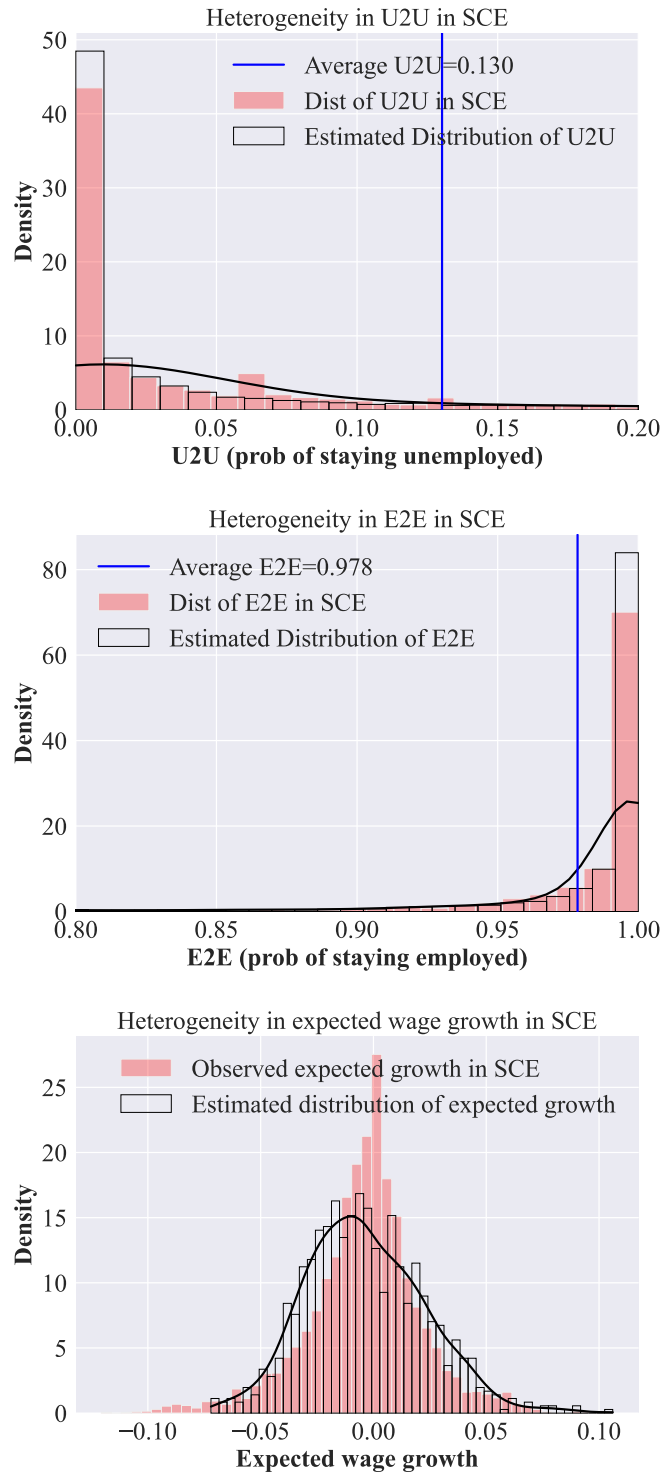 Heterogeneity in U2U in SCE
50
40
30
20
10
0
Density
Average U2U=0.130
Dist of U2U in SCE
Estimated Distribution of U2U
0.00 0.05 0.10 0.15 0.20
U2U (prob of staying unemployed)
Heterogeneity in E2E in SCE
80
60
40
20
0
Density
Average E2E=0.978
Dist of E2E in SCE
Estimated Distribution of E2E
0.80 0.85 0.90 0.95 1.00
E2E (prob of staying employed)
Heterogeneity in expected wage growth in SCE
25
20
15
10
5
0
Density
Observed expected growth in SCE
Estimated distribution of expected growth
−0.10 −0.05 0.00 0.05 0.10
Expected wage growth